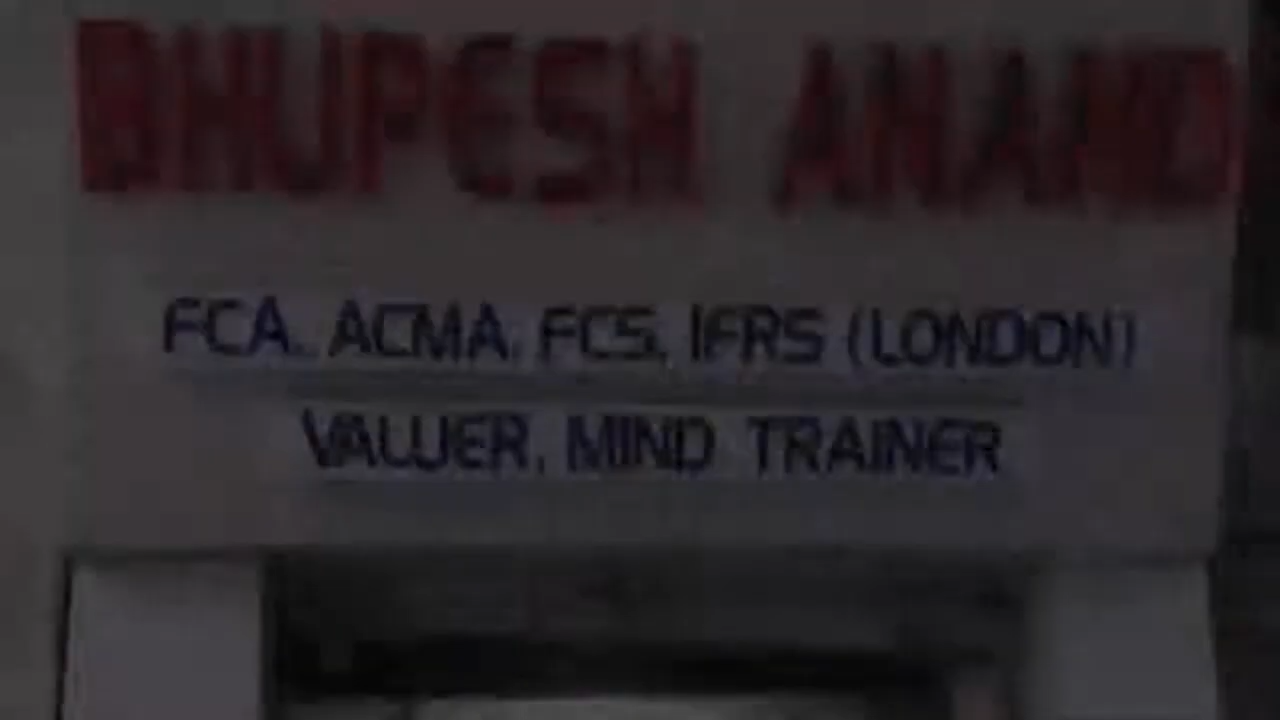 BHUPESH ANAND
FCA, ACMA, FCS, IFRS (LONDON)
VALUER, MIND TRAINER